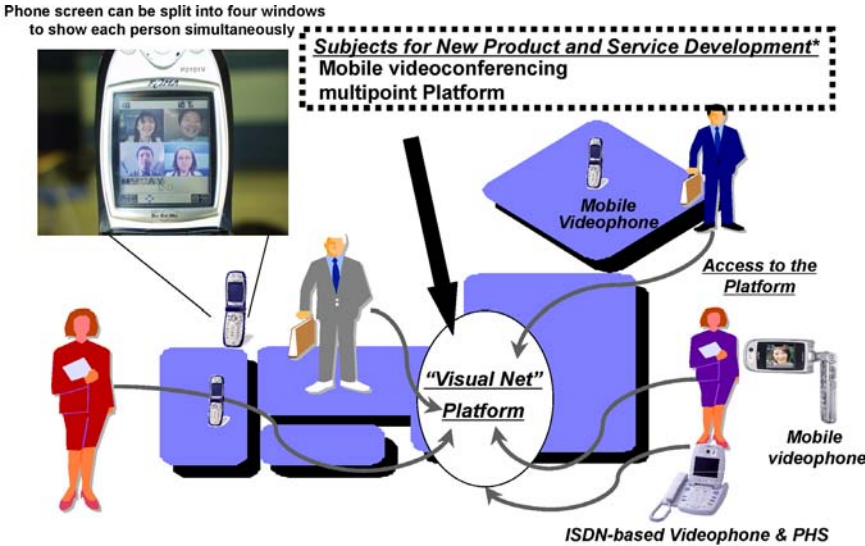 Phone screen can be split into four windows
to show each person simultaneously
Subjects for New Product and Service Development*
Mobile videoconferencing
multipoint Platform
P2101V
FOMA
Mobile
Videophone
Access to the
Platform
“Visual Net”
Platform
Mobile
videophone
ISDN-based Videophone & PHS